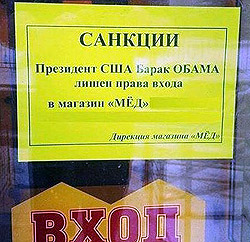 САНКЦИИ
Президент США Барак ОБАМА
лишен права входа
в магазин «МЁД»
Дирекция магазина «МЁД»
ВХОД